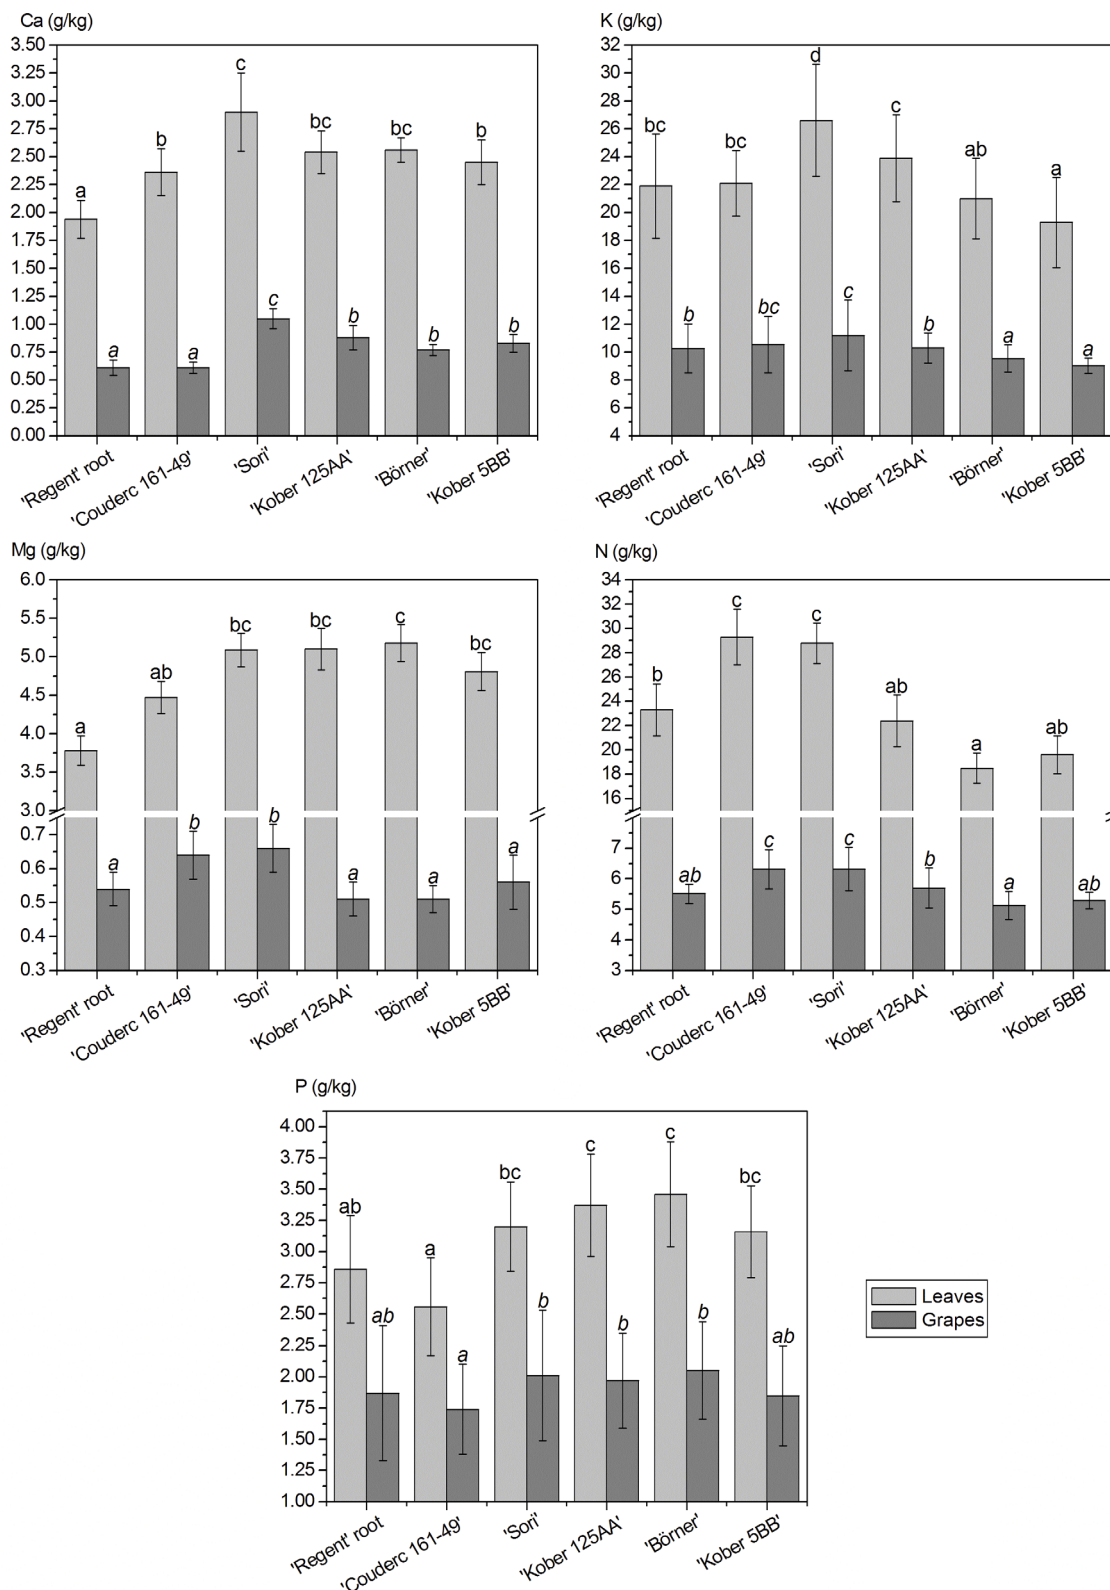 Ca (g/kg)
3.50
3.25
3.00
2.75
2.50
2.25
2.00
1.75
1.50
1.25
1.00
0.75
0.50
0.25
0.00
a
b
c
bc
bc
b
a
a
c
b
b
b
'Regent' root
'Couderc 161-49'
'Sori'
'Kober 125AA'
'Börner'
'Kober 5BB'
K (g/kg)
32
30
28
26
24
22
20
18
16
14
12
10
8
6
4
bc
bc
d
c
ab
a
b
bc
c
b
a
a
'Regent' root
'Couderc 161-49'
'Sori'
'Kober 125AA'
'Börner'
'Kober 5BB'
Mg (g/kg)
6.0
5.5
5.0
4.5
4.0
3.5
3.0
0.7
0.6
0.5
0.4
0.3
a
ab
bc
bc
c
bc
a
b
b
a
a
a
'Regent' root
'Couderc 161-49'
'Sori'
'Kober 125AA'
'Börner'
'Kober 5BB'
N (g/kg)
34
32
30
28
26
24
22
20
18
16
7
6
5
4
3
b
c
c
ab
a
ab
ab
c
c
b
a
ab
'Regent' root
'Couderc 161-49'
'Sori'
'Kober 125AA'
'Börner'
'Kober 5BB'
P (g/kg)
4.00
3.75
3.50
3.25
3.00
2.75
2.50
2.25
2.00
1.75
1.50
1.25
1.00
ab
a
bc
c
c
bc
ab
a
b
b
b
ab
'Regent' root
'Couderc 161-49'
'Sori'
'Kober 125AA'
'Börner'
'Kober 5BB'
Leaves
Grapes